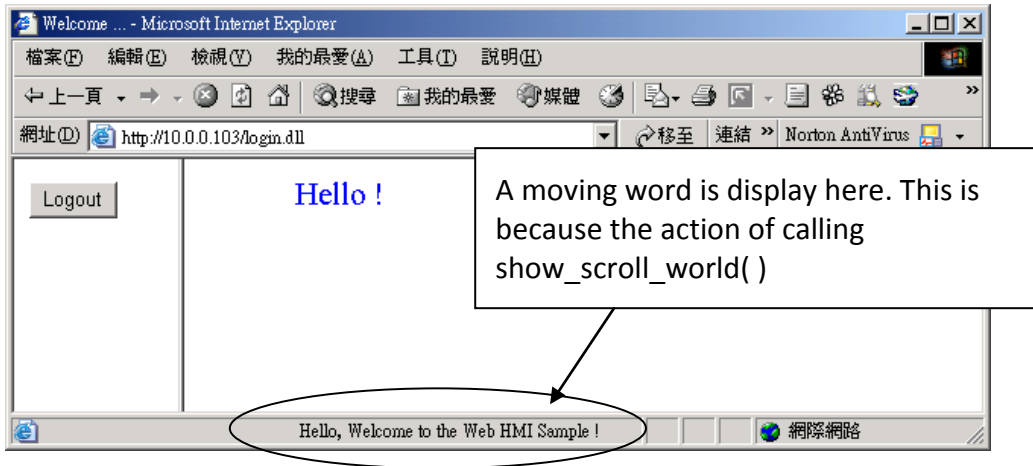 Welcome ... - Microsoft Internet Explorer
檔案(F) 編輯(E) 檢視(V) 我的最愛(A) 工具(T) 說明(H)
上一頁 搜尋 我的最愛 媒體 »
網址(D) http://10.0.0.103/login.dll 移至 連結 » Norton AntiVirus
Logout
Hello !
A moving word is display here. This is
because the action of calling
show_scroll_world( )
Hello, Welcome to the Web HMI Sample !
網際網路